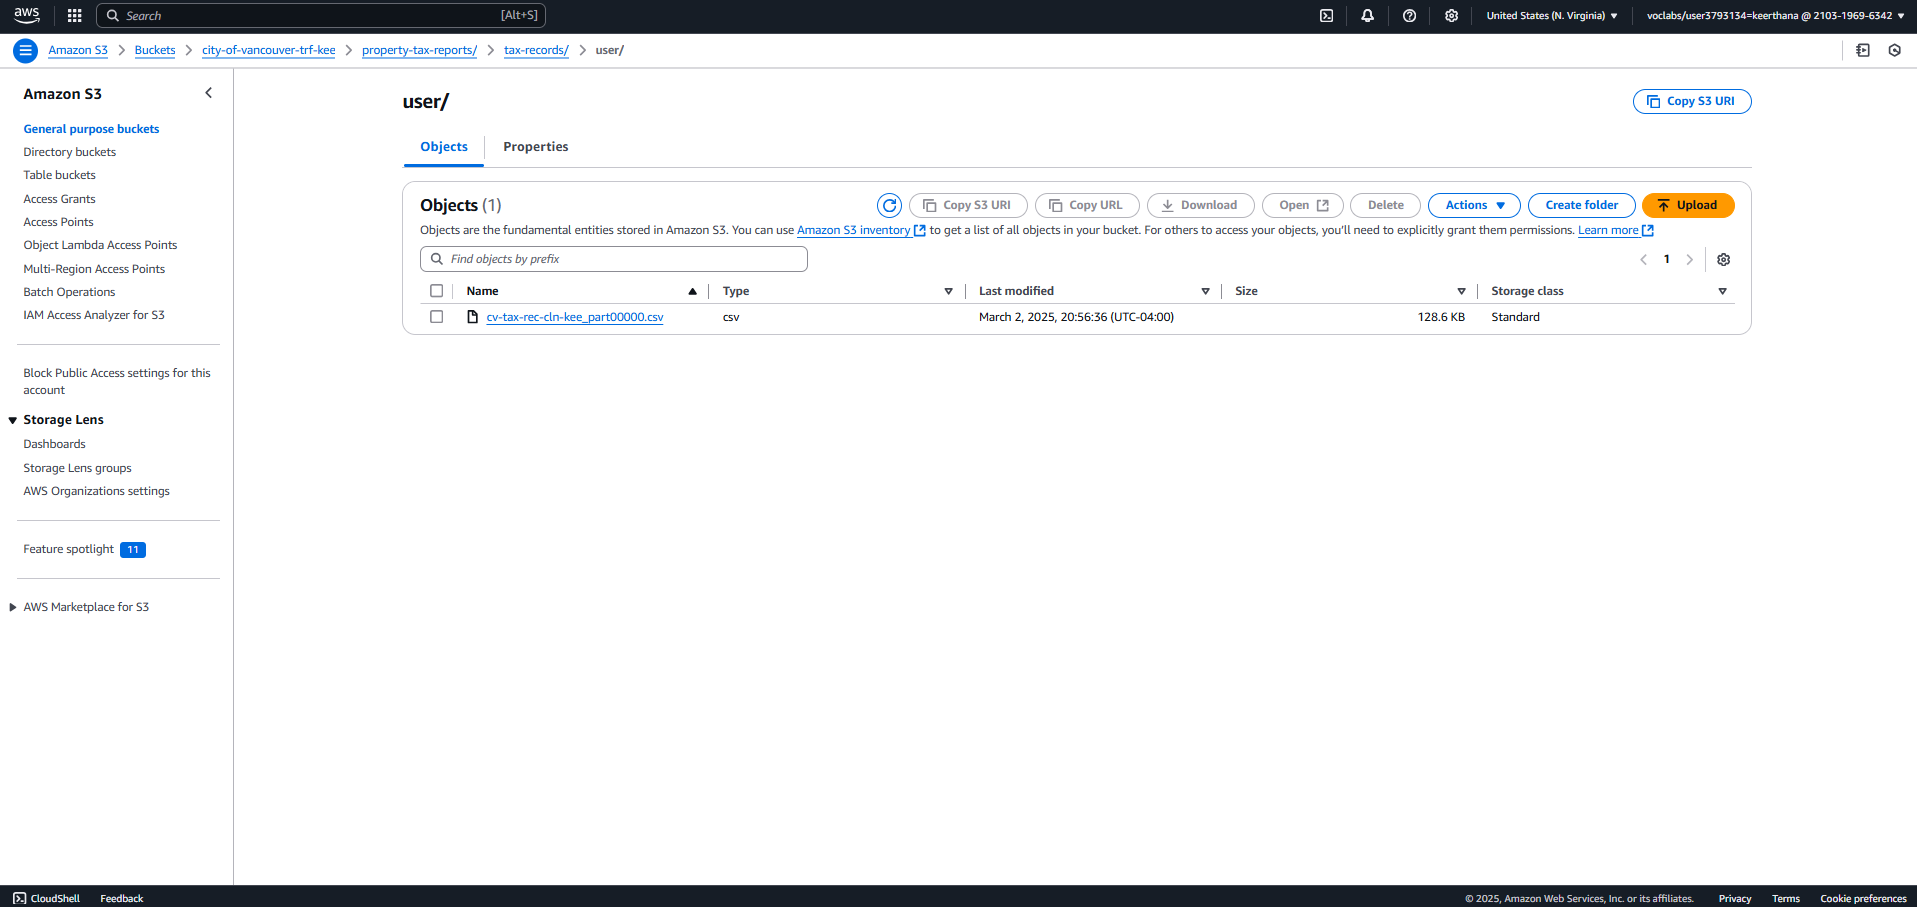 aws
Search [Alt+S]
United States (N. Virginia)
voclabs/user3793134=keerthana @ 2103-1969-6342
Amazon S3 Buckets city-of-vancouver-trf-kee property-tax-reports/ tax-records/ user/
Amazon S3
General purpose buckets
Directory buckets
Table buckets
Access Grants
Access Points
Object Lambda Access Points
Multi-Region Access Points
Batch Operations
IAM Access Analyzer for S3
Block Public Access settings for this
account
Storage Lens
Dashboards
Storage Lens groups
AWS Organizations settings
Feature spotlight 11
AWS Marketplace for S3
user/
Copy S3 URI
Objects Properties
Objects (1)
Copy S3 URI Copy URL Download Open Delete Actions Create folder Upload
Objects are the fundamental entities stored in Amazon S3. You can use Amazon S3 inventory to get a list of all objects in your bucket. For others to access your objects, you'll need to explicitly grant them permissions. Learn more
Find objects by prefix
1
Name Type Last modified Size Storage class
cv-tax-rec-cln-kee_part00000.csv csv March 2, 2025, 20:56:36 (UTC-04:00) 128.6 KB Standard
CloudShell Feedback
© 2025, Amazon Web Services, Inc. or its affiliates. Privacy Terms Cookie preferences